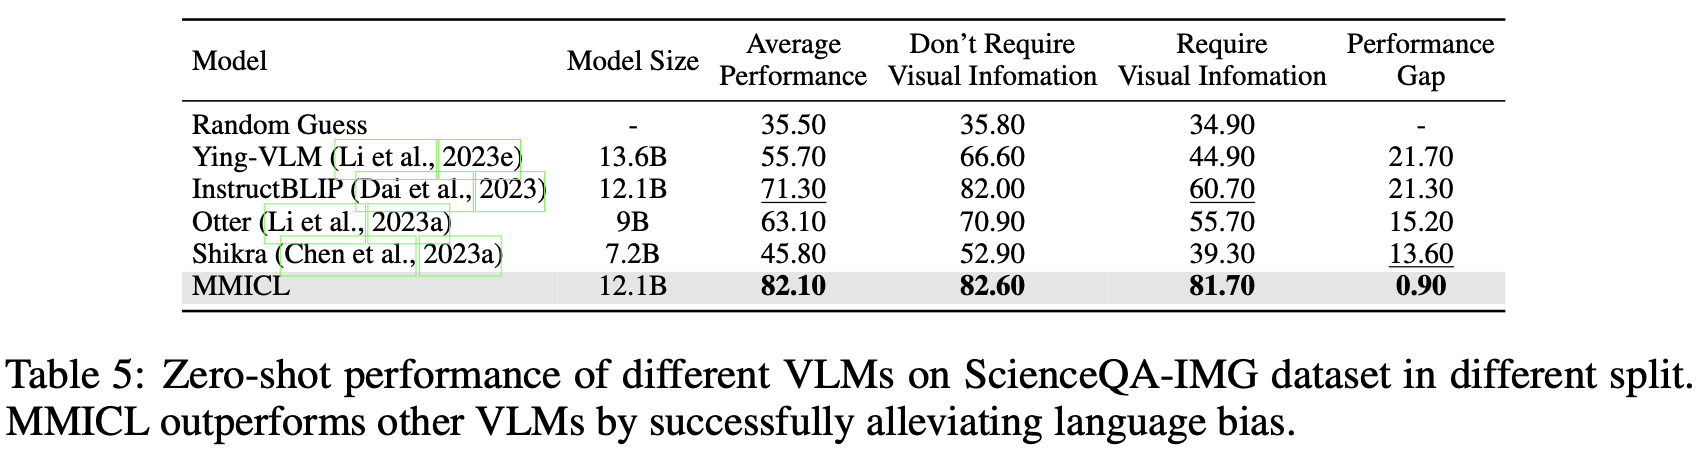 Model Model Size Average Performance Don't Require Visual Infomation Require Visual Infomation Performance Gap
Random Guess - 35.50 35.80 34.90 -
Ying-VLM (Li et al., 2023e) 13.6B 55.70 66.60 44.90 21.70
InstructBLIP (Dai et al., 2023) 12.1B 71.30 82.00 60.70 21.30
Otter (Li et al., 2023a) 9B 63.10 70.90 55.70 15.20
Shikra (Chen et al., 2023a) 7.2B 45.80 52.90 39.30 13.60
MMICL 12.1B 82.10 82.60 81.70 0.90
Table 5: Zero-shot performance of different VLMs on ScienceQA-IMG dataset in different split.
MMICL outperforms other VLMs by successfully alleviating language bias.